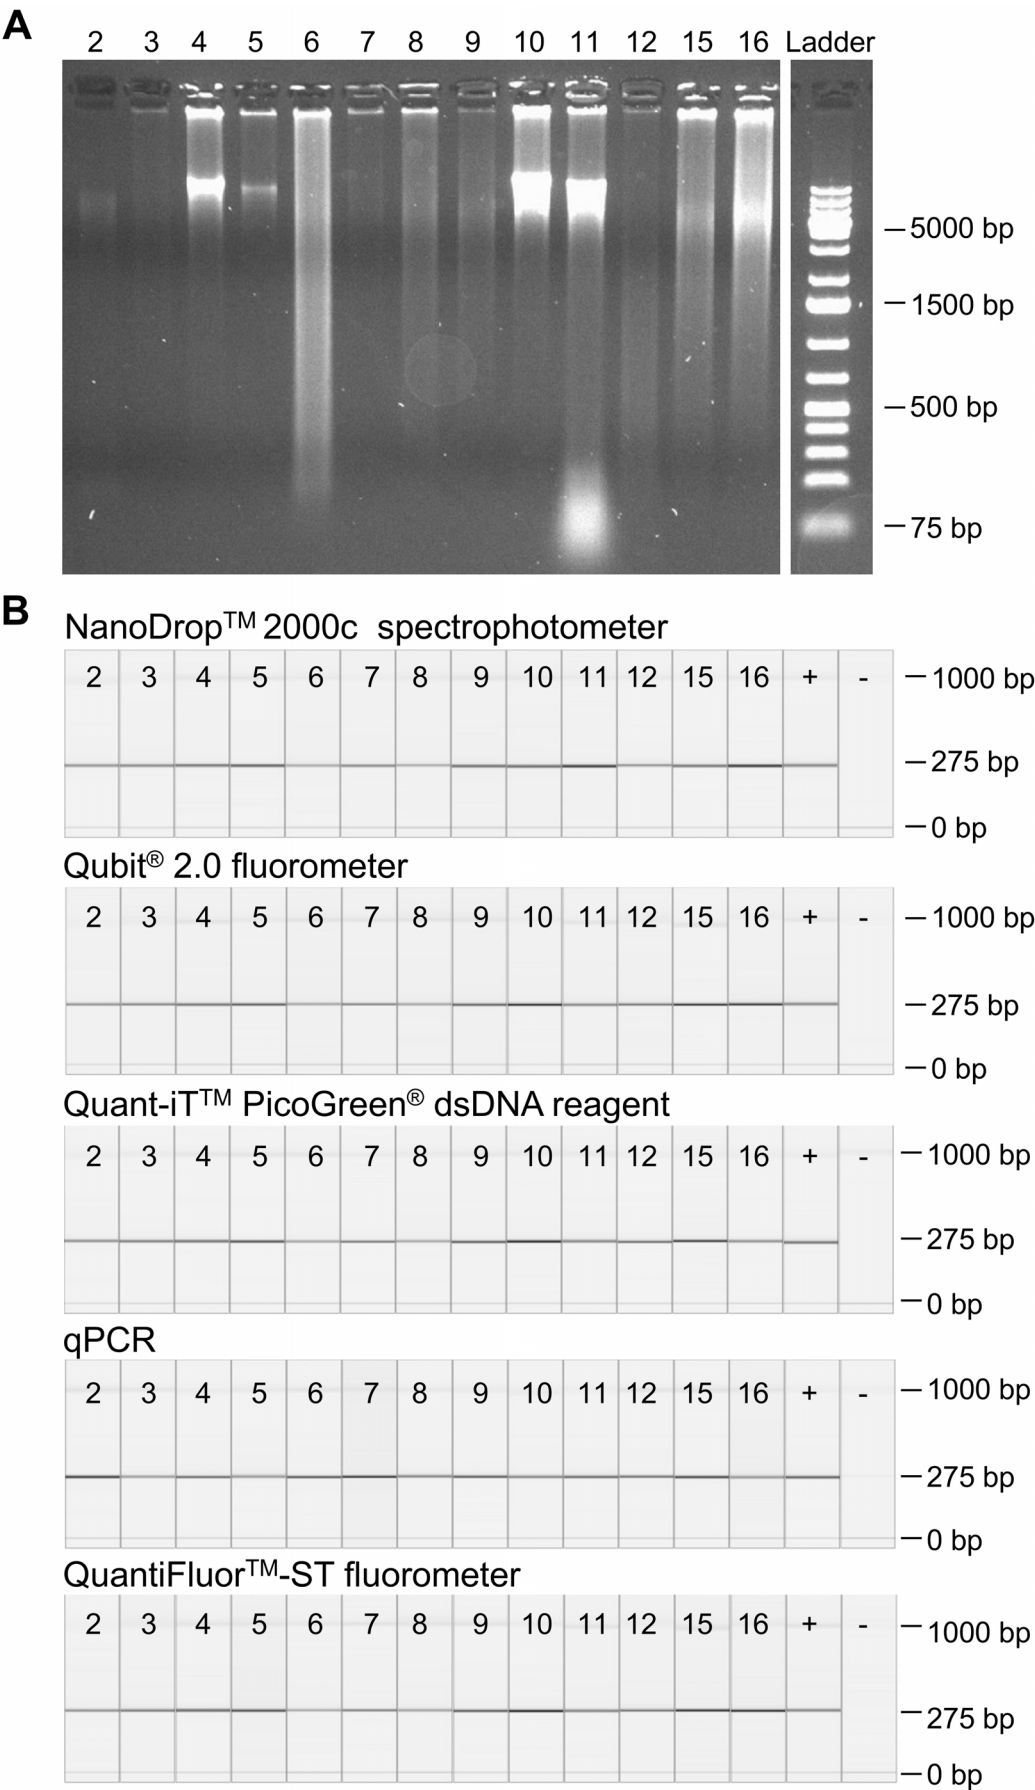 A
2 3 4 5 6 7 8 9 10 11 12 15 16 Ladder
5000 bp
1500 bp
500 bp
75 bp
B
NanoDrop™ 2000c spectrophotometer
2 3 4 5 6 7 8 9 10 11 12 15 16 + -
1000 bp
275 bp
0 bp
Qubit® 2.0 fluorometer
2 3 4 5 6 7 8 9 10 11 12 15 16 + -
1000 bp
275 bp
0 bp
Quant-iT™ PicoGreen® dsDNA reagent
2 3 4 5 6 7 8 9 10 11 12 15 16 + -
1000 bp
275 bp
0 bp
qPCR
2 3 4 5 6 7 8 9 10 11 12 15 16 + -
1000 bp
275 bp
0 bp
QuantiFluor™-ST fluorometer
2 3 4 5 6 7 8 9 10 11 12 15 16 + -
1000 bp
275 bp
0 bp